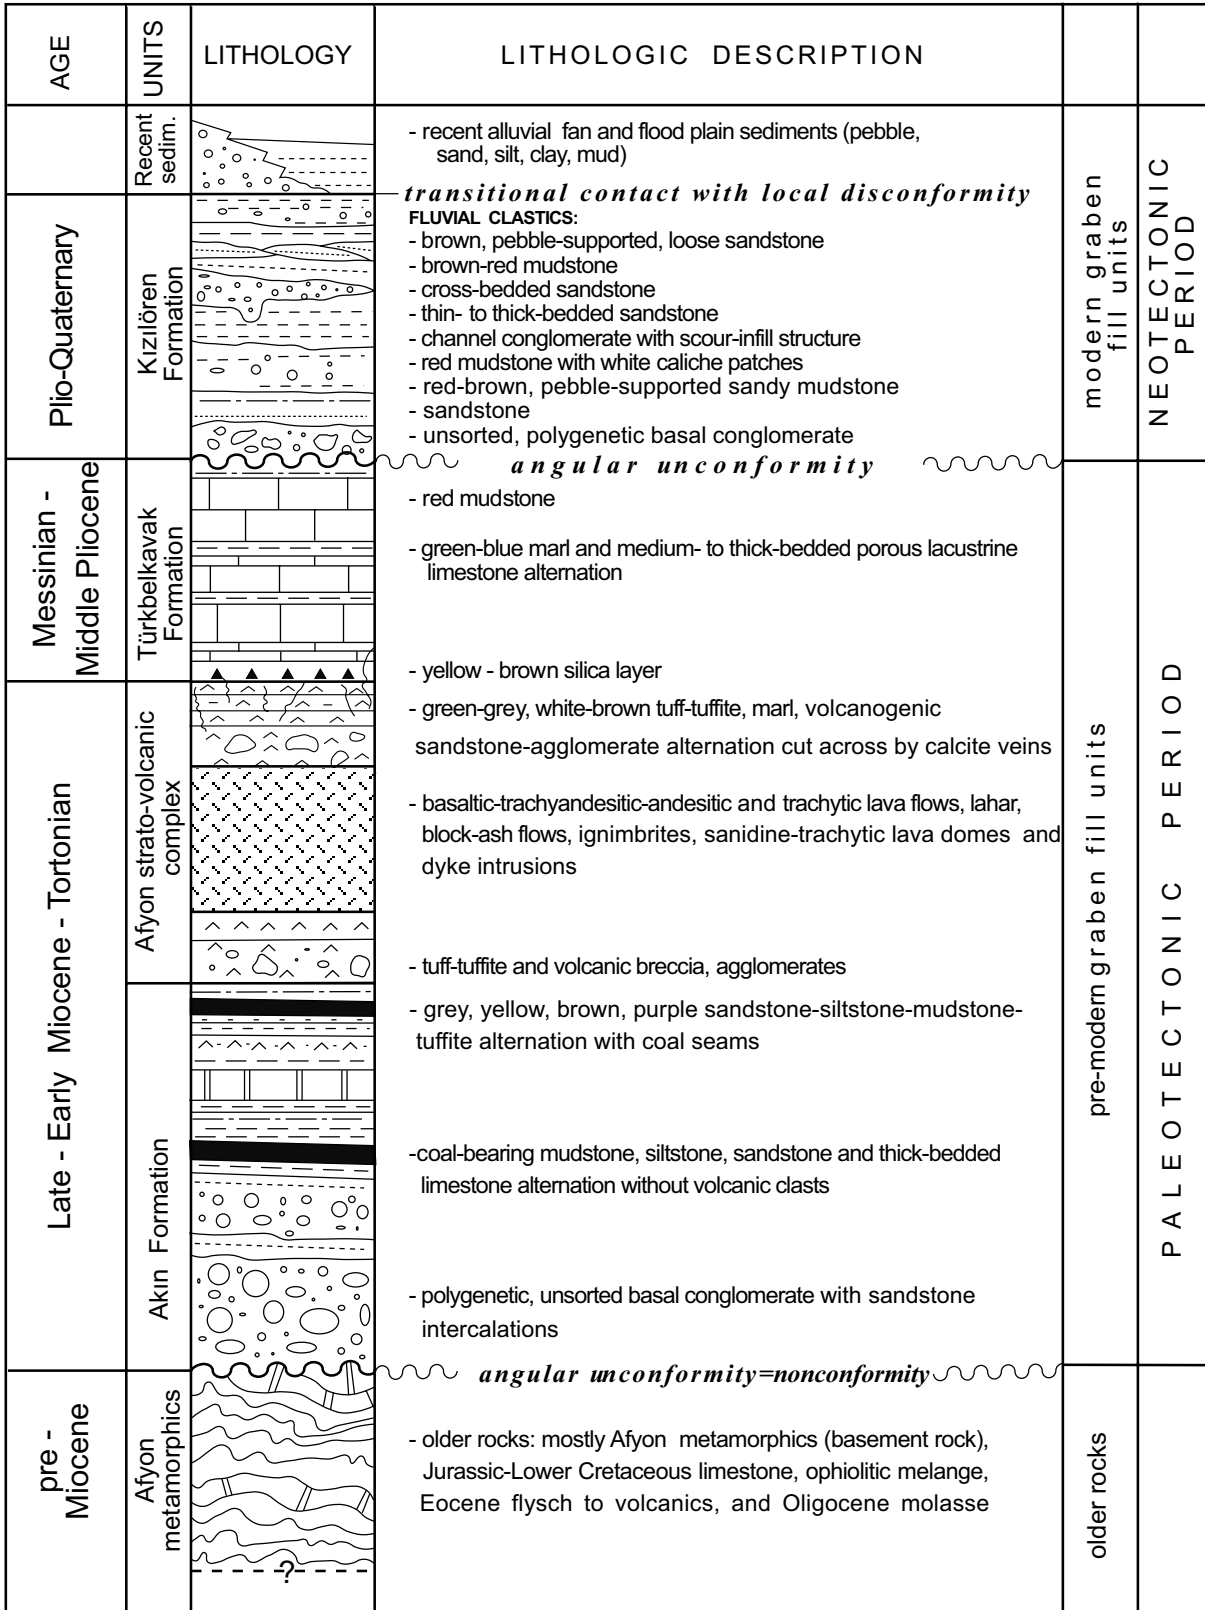 AGE
UNITS
LITHOLOGY
LITHOLOGIC DESCRIPTION
Recent
sedim.
- recent alluvial fan and flood plain sediments (pebble,
sand, silt, clay, mud)
transitional contact with local disconformity
Plio-Quaternary
Kızılören
Formation
FLUVIAL CLASTICS:
- brown, pebble-supported, loose sandstone
- brown-red mudstone
- cross-bedded sandstone
- thin- to thick-bedded sandstone
- channel conglomerate with scour-infill structure
- red mudstone with white caliche patches
- red-brown, pebble-supported sandy mudstone
- sandstone
- unsorted, polygenetic basal conglomerate
modern graben
fill units
NEOTECTONIC
PERIOD
angular unconformity
Messinian -
Middle Pliocene
Türkbelkavak
Formation
- red mudstone
- green-blue marl and medium- to thick-bedded porous lacustrine
limestone alternation
- yellow - brown silica layer
Late - Early Miocene - Tortonian
Afyon strato-volcanic
complex
- green-grey, white-brown tuff-tuffite, marl, volcanogenic
sandstone-agglomerate alternation cut across by calcite veins
- basaltic-trachyandesitic-andesitic and trachytic lava flows, lahar,
block-ash flows, ignimbrites, sanidine-trachytic lava domes and
dyke intrusions
- tuff-tuffite and volcanic breccia, agglomerates
Akın Formation
- grey, yellow, brown, purple sandstone-siltstone-mudstone-
tuffite alternation with coal seams
-coal-bearing mudstone, siltstone, sandstone and thick-bedded
limestone alternation without volcanic clasts
- polygenetic, unsorted basal conglomerate with sandstone
intercalations
pre-modern graben fill units
PALEOTECTONIC PERIOD
angular unconformity=nonconformity
pre -
Miocene
Afyon
metamorphics
- older rocks: mostly Afyon metamorphics (basement rock),
Jurassic-Lower Cretaceous limestone, ophiolitic melange,
Eocene flysch to volcanics, and Oligocene molasse
older rocks
?